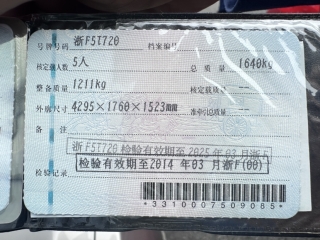 号牌号码 浙F5T720 档案编号
核定载人数 5人 总质量 1640kg
整备质量 1211kg 核定载质量 --
外廓尺寸 4295×1760×1523mm 准牵引总质量 --
备注
浙F5T720 检验有效期至2025年03月浙F
检验记录 检验有效期至2014年03月浙F(00)
*3310007509085*